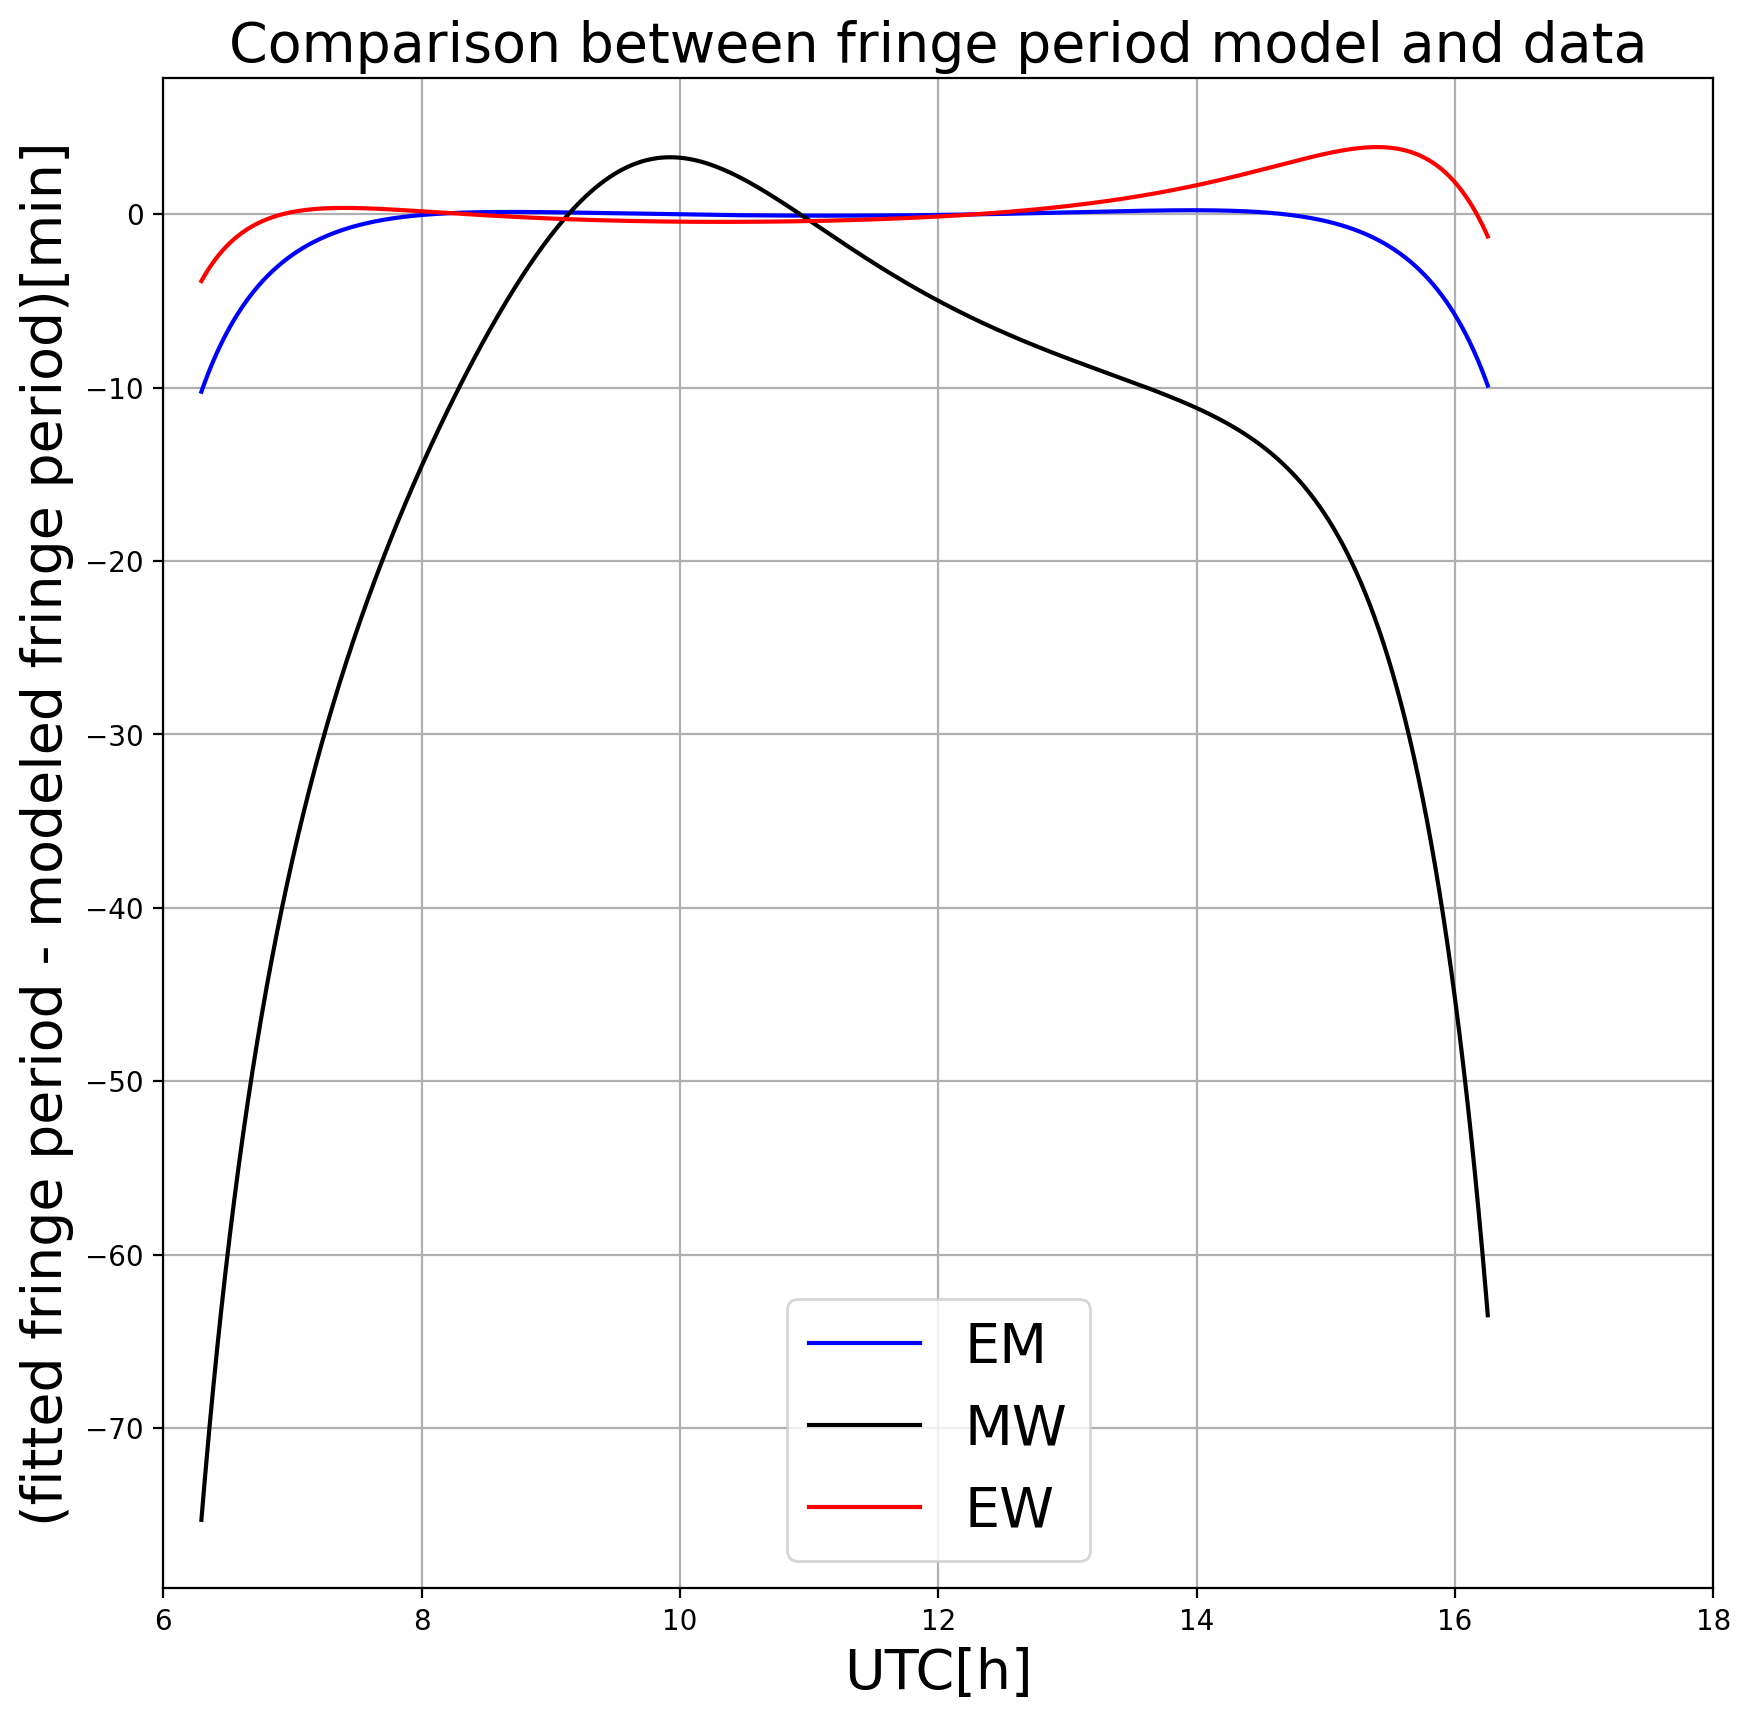 Comparison between fringe period model and data
(fitted fringe period - modeled fringe period)[min]
0
−10
−20
−30
−40
−50
−60
−70
EM
MW
EW
6 8 10 12 14 16 18
UTC[h]